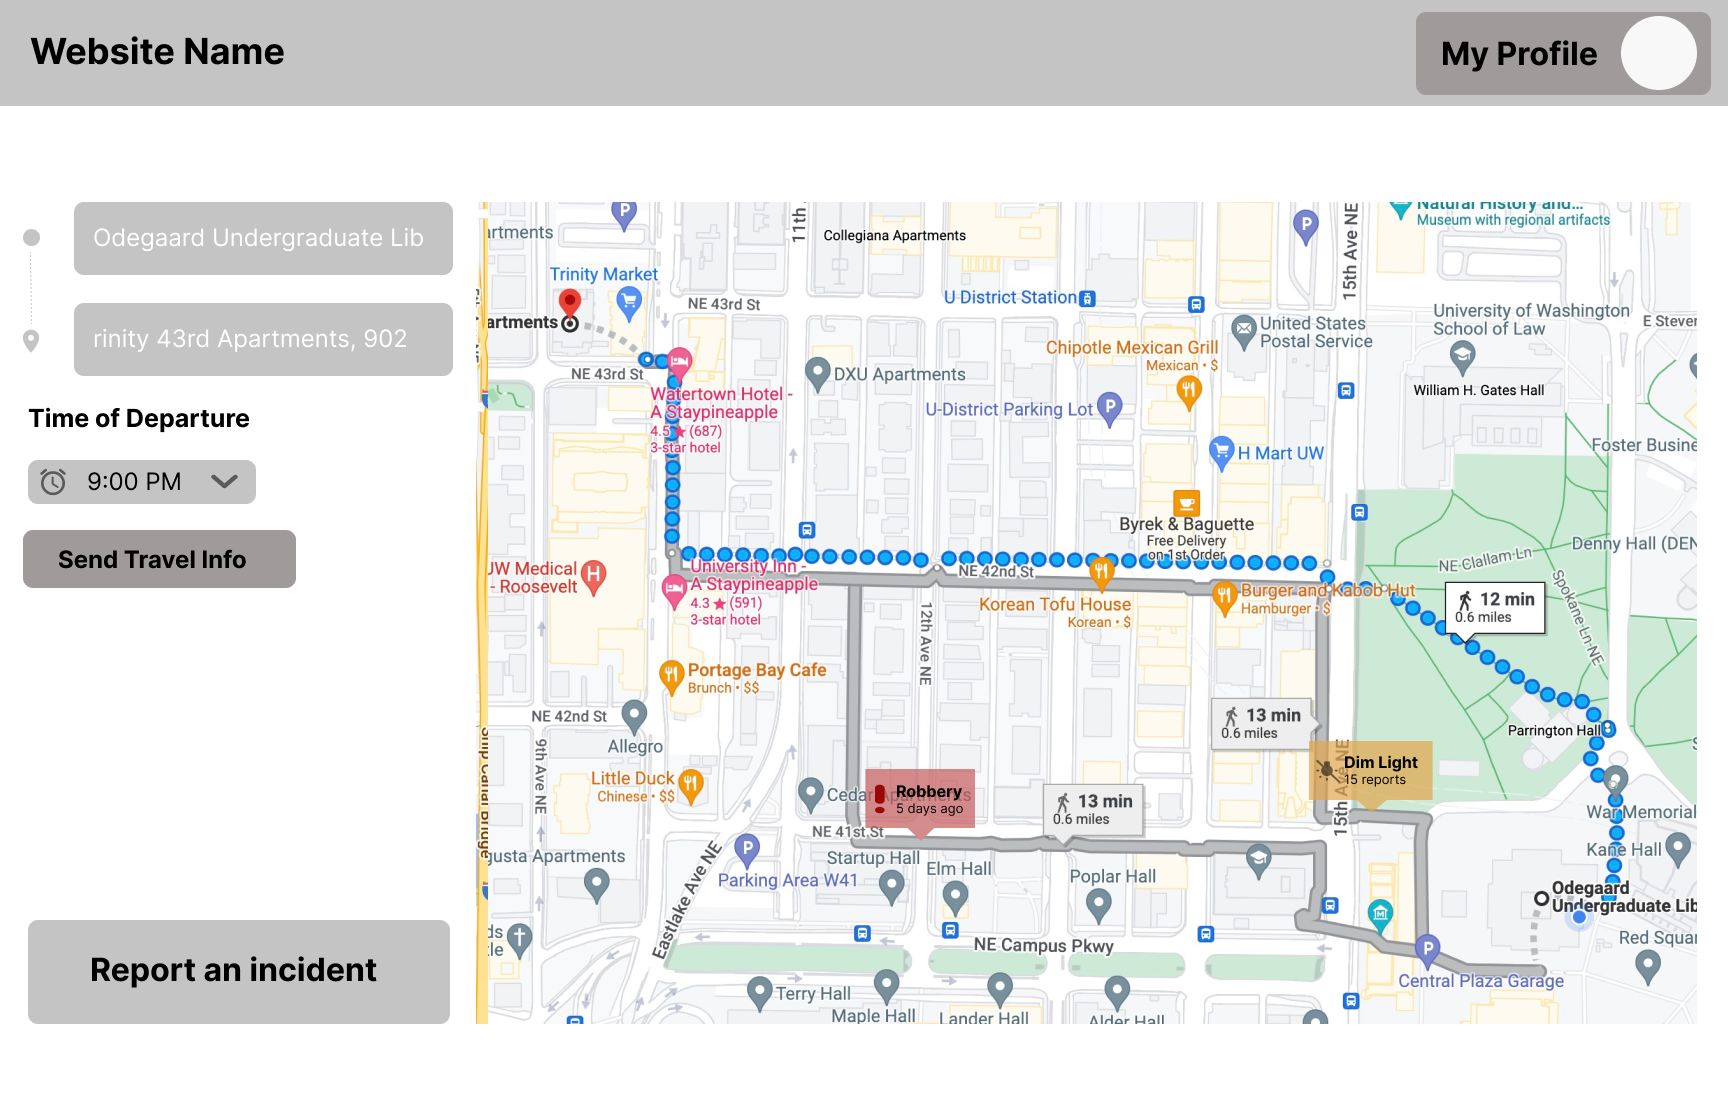 Website Name
My Profile
Odegaard Undergraduate Lib
rinity 43rd Apartments, 902
Time of Departure
9:00 PM
Send Travel Info
Report an incident
artments
P
11th
Collegiana Apartments
P
15th Ave NE
Natural History and...
Museum with regional artifacts
Trinity Market
NE 43rd St
U District Station
University of Washington
School of Law
E Steven
artments
United States
Postal Service
NE 43rd St
Chipotle Mexican Grill
Mexican • $
DXU Apartments
William H. Gates Hall
Watertown Hotel -
A Staypineapple
4.5 ★ (687)
3-star hotel
U-District Parking Lot
P
H Mart UW
Foster Busine
Byrek & Baguette
Free Delivery
on 1st Order
Denny Hall (DEN
NE Clallam Ln
Spokane Ln NE
UW Medical
- Roosevelt
H
University Inn -
A Staypineapple
4.3 ★ (591)
3-star hotel
NE 42nd St
Korean Tofu House
Korean • $
Burger and Kabob Hut
Hamburger • $
12 min
0.6 miles
12th Ave NE
Portage Bay Cafe
Brunch • $$
NE 42nd St
Allegro
9th Ave NE
Ship Canal Bridge
13 min
0.6 miles
Parrington Hall
Dim Light
15 reports
15th Ave NE
Little Duck
Chinese • $$
Cedar Apartments
Robbery
5 days ago
13 min
0.6 miles
War Memorial
NE 41st St
Kane Hall
gusta Apartments
Eastlake Ave NE
P
Parking Area W41
Startup Hall
Elm Hall
Poplar Hall
Odegaard
Undergraduate Lib
ds
le
NE Campus Pkwy
Red Squar
P
Central Plaza Garage
Terry Hall
Maple Hall
Lander Hall
Alder Hall